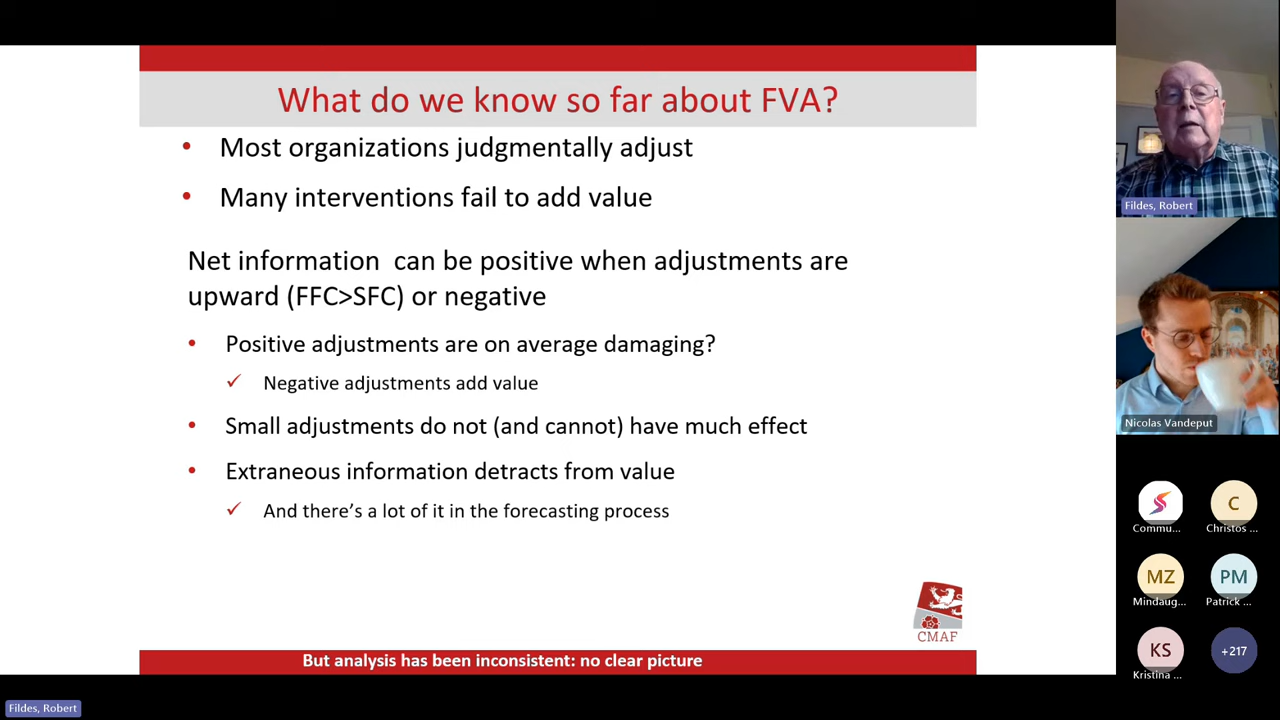 What do we know so far about FVA?
• Most organizations judgmentally adjust
• Many interventions fail to add value
Net information can be positive when adjustments are
upward (FFC>SFC) or negative
• Positive adjustments are on average damaging?
✓ Negative adjustments add value
• Small adjustments do not (and cannot) have much effect
• Extraneous information detracts from value
✓ And there's a lot of it in the forecasting process
CMAF
But analysis has been inconsistent: no clear picture
Fildes, Robert
Fildes, Robert
Nicolas Vandeput
C
Commu...
Christos ...
MZ
PM
Mindaug...
Patrick ...
KS
+217
Kristina ...